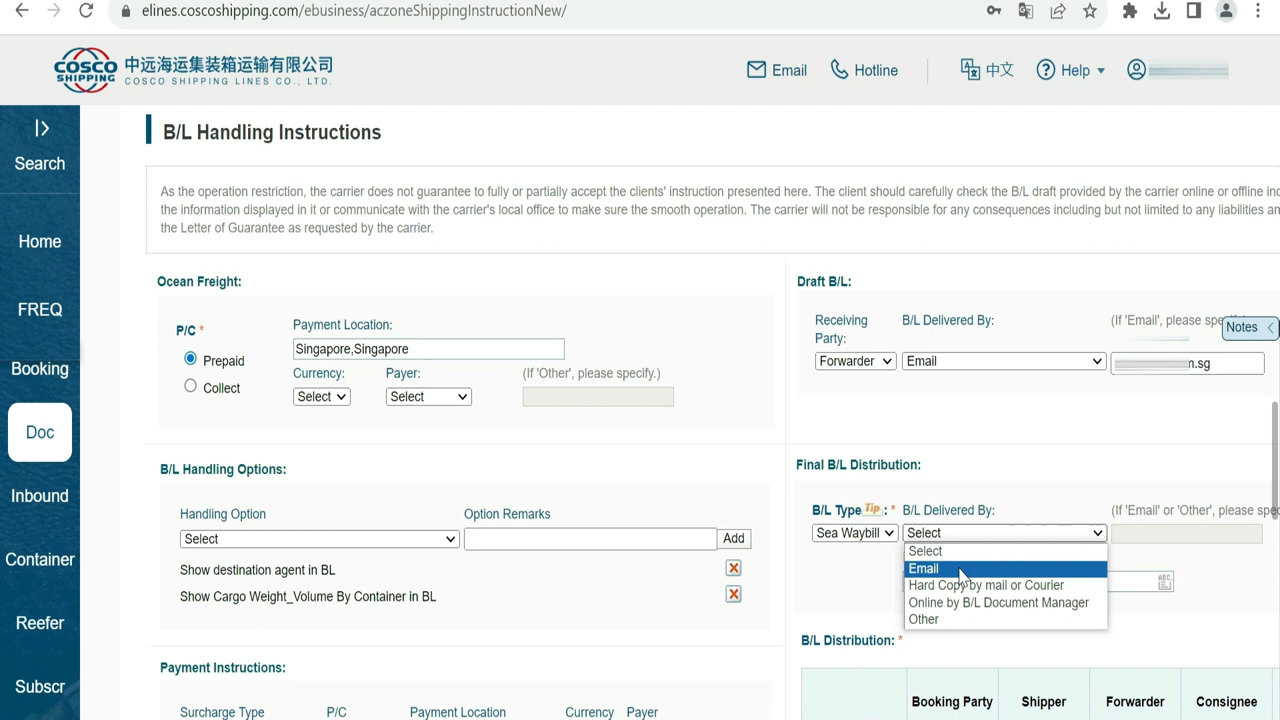 elines.coscoshipping.com/ebusiness/aczoneShippingInstructionNew/
COSCO
SHIPPING
中远海运集装箱运输有限公司
COSCO SHIPPING LINES CO., LTD.
Email
Hotline
中文
Help
Search
Home
FREQ
Booking
Doc
Inbound
Container
Reefer
Subscr
B/L Handling Instructions
As the operation restriction, the carrier does not guarantee to fully or partially accept the clients' instruction presented here. The client should carefully check the B/L draft provided by the carrier online or offline inc
the information displayed in it or communicate with the carrier's local office to make sure the smooth operation. The carrier will not be responsible for any consequences including but not limited to any liabilities an
the Letter of Guarantee as requested by the carrier.
Ocean Freight:
P/C *
Prepaid
Collect
Payment Location:
Singapore,Singapore
Currency:
Payer:
(If 'Other', please specify.)
Select
Select
Draft B/L:
Receiving
Party:
B/L Delivered By:
(If 'Email', please spe
Notes
Forwarder
Email
.sg
B/L Handling Options:
Handling Option
Option Remarks
Select
Add
Show destination agent in BL
Show Cargo Weight_Volume By Container in BL
Final B/L Distribution:
B/L Type Tip : *
B/L Delivered By:
(If 'Email' or 'Other', please spe
Sea Waybill
Select
Select
Email
Hard Copy by mail or Courier
Online by B/L Document Manager
Other
B/L Distribution: *
Booking Party
Shipper
Forwarder
Consignee
Payment Instructions:
Surcharge Type
P/C
Payment Location
Currency
Payer